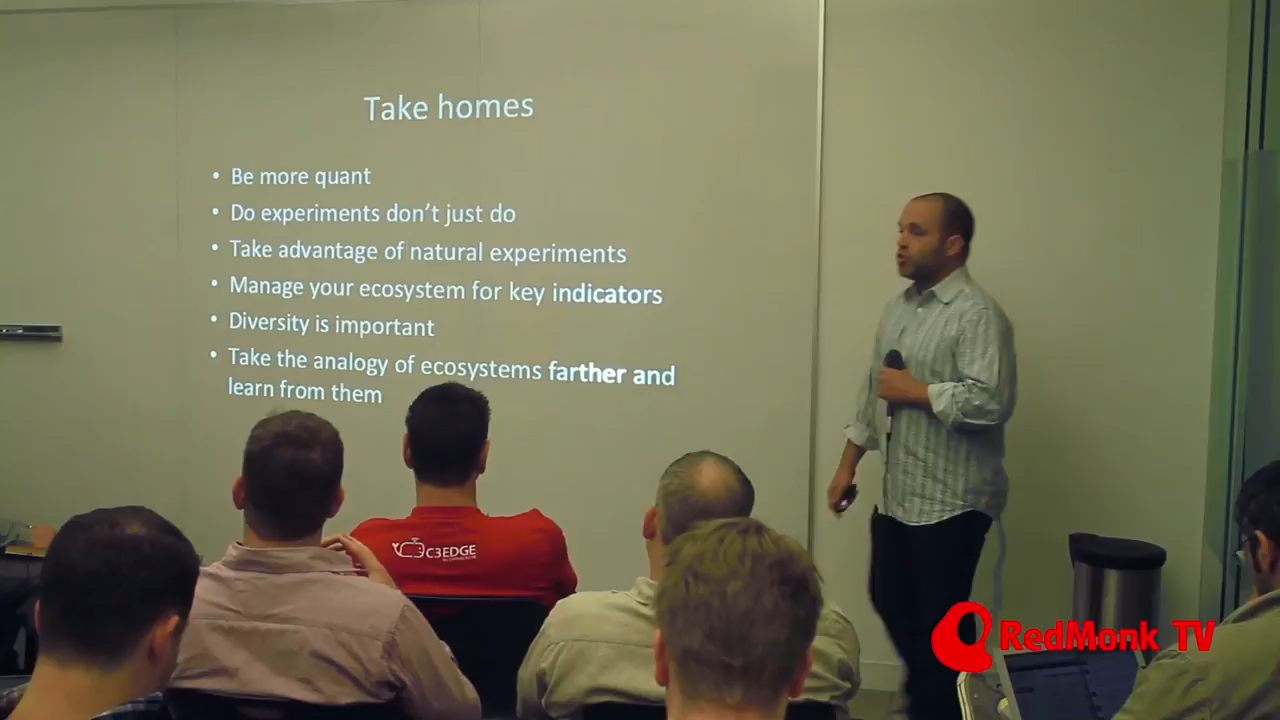 Take homes
• Be more quant
• Do experiments don't just do
• Take advantage of natural experiments
• Manage your ecosystem for key indicators
• Diversity is important
• Take the analogy of ecosystems farther and
learn from them
C3EDGE
RedMonk TV